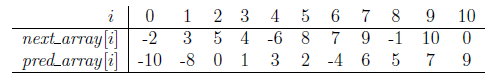 i 0 1 2 3 4 5 6 7 8 9 10
next_array[i] -2 3 5 4 -6 8 7 9 -1 10 0
pred_array[i] -10 -8 0 1 3 2 -4 6 5 7 9